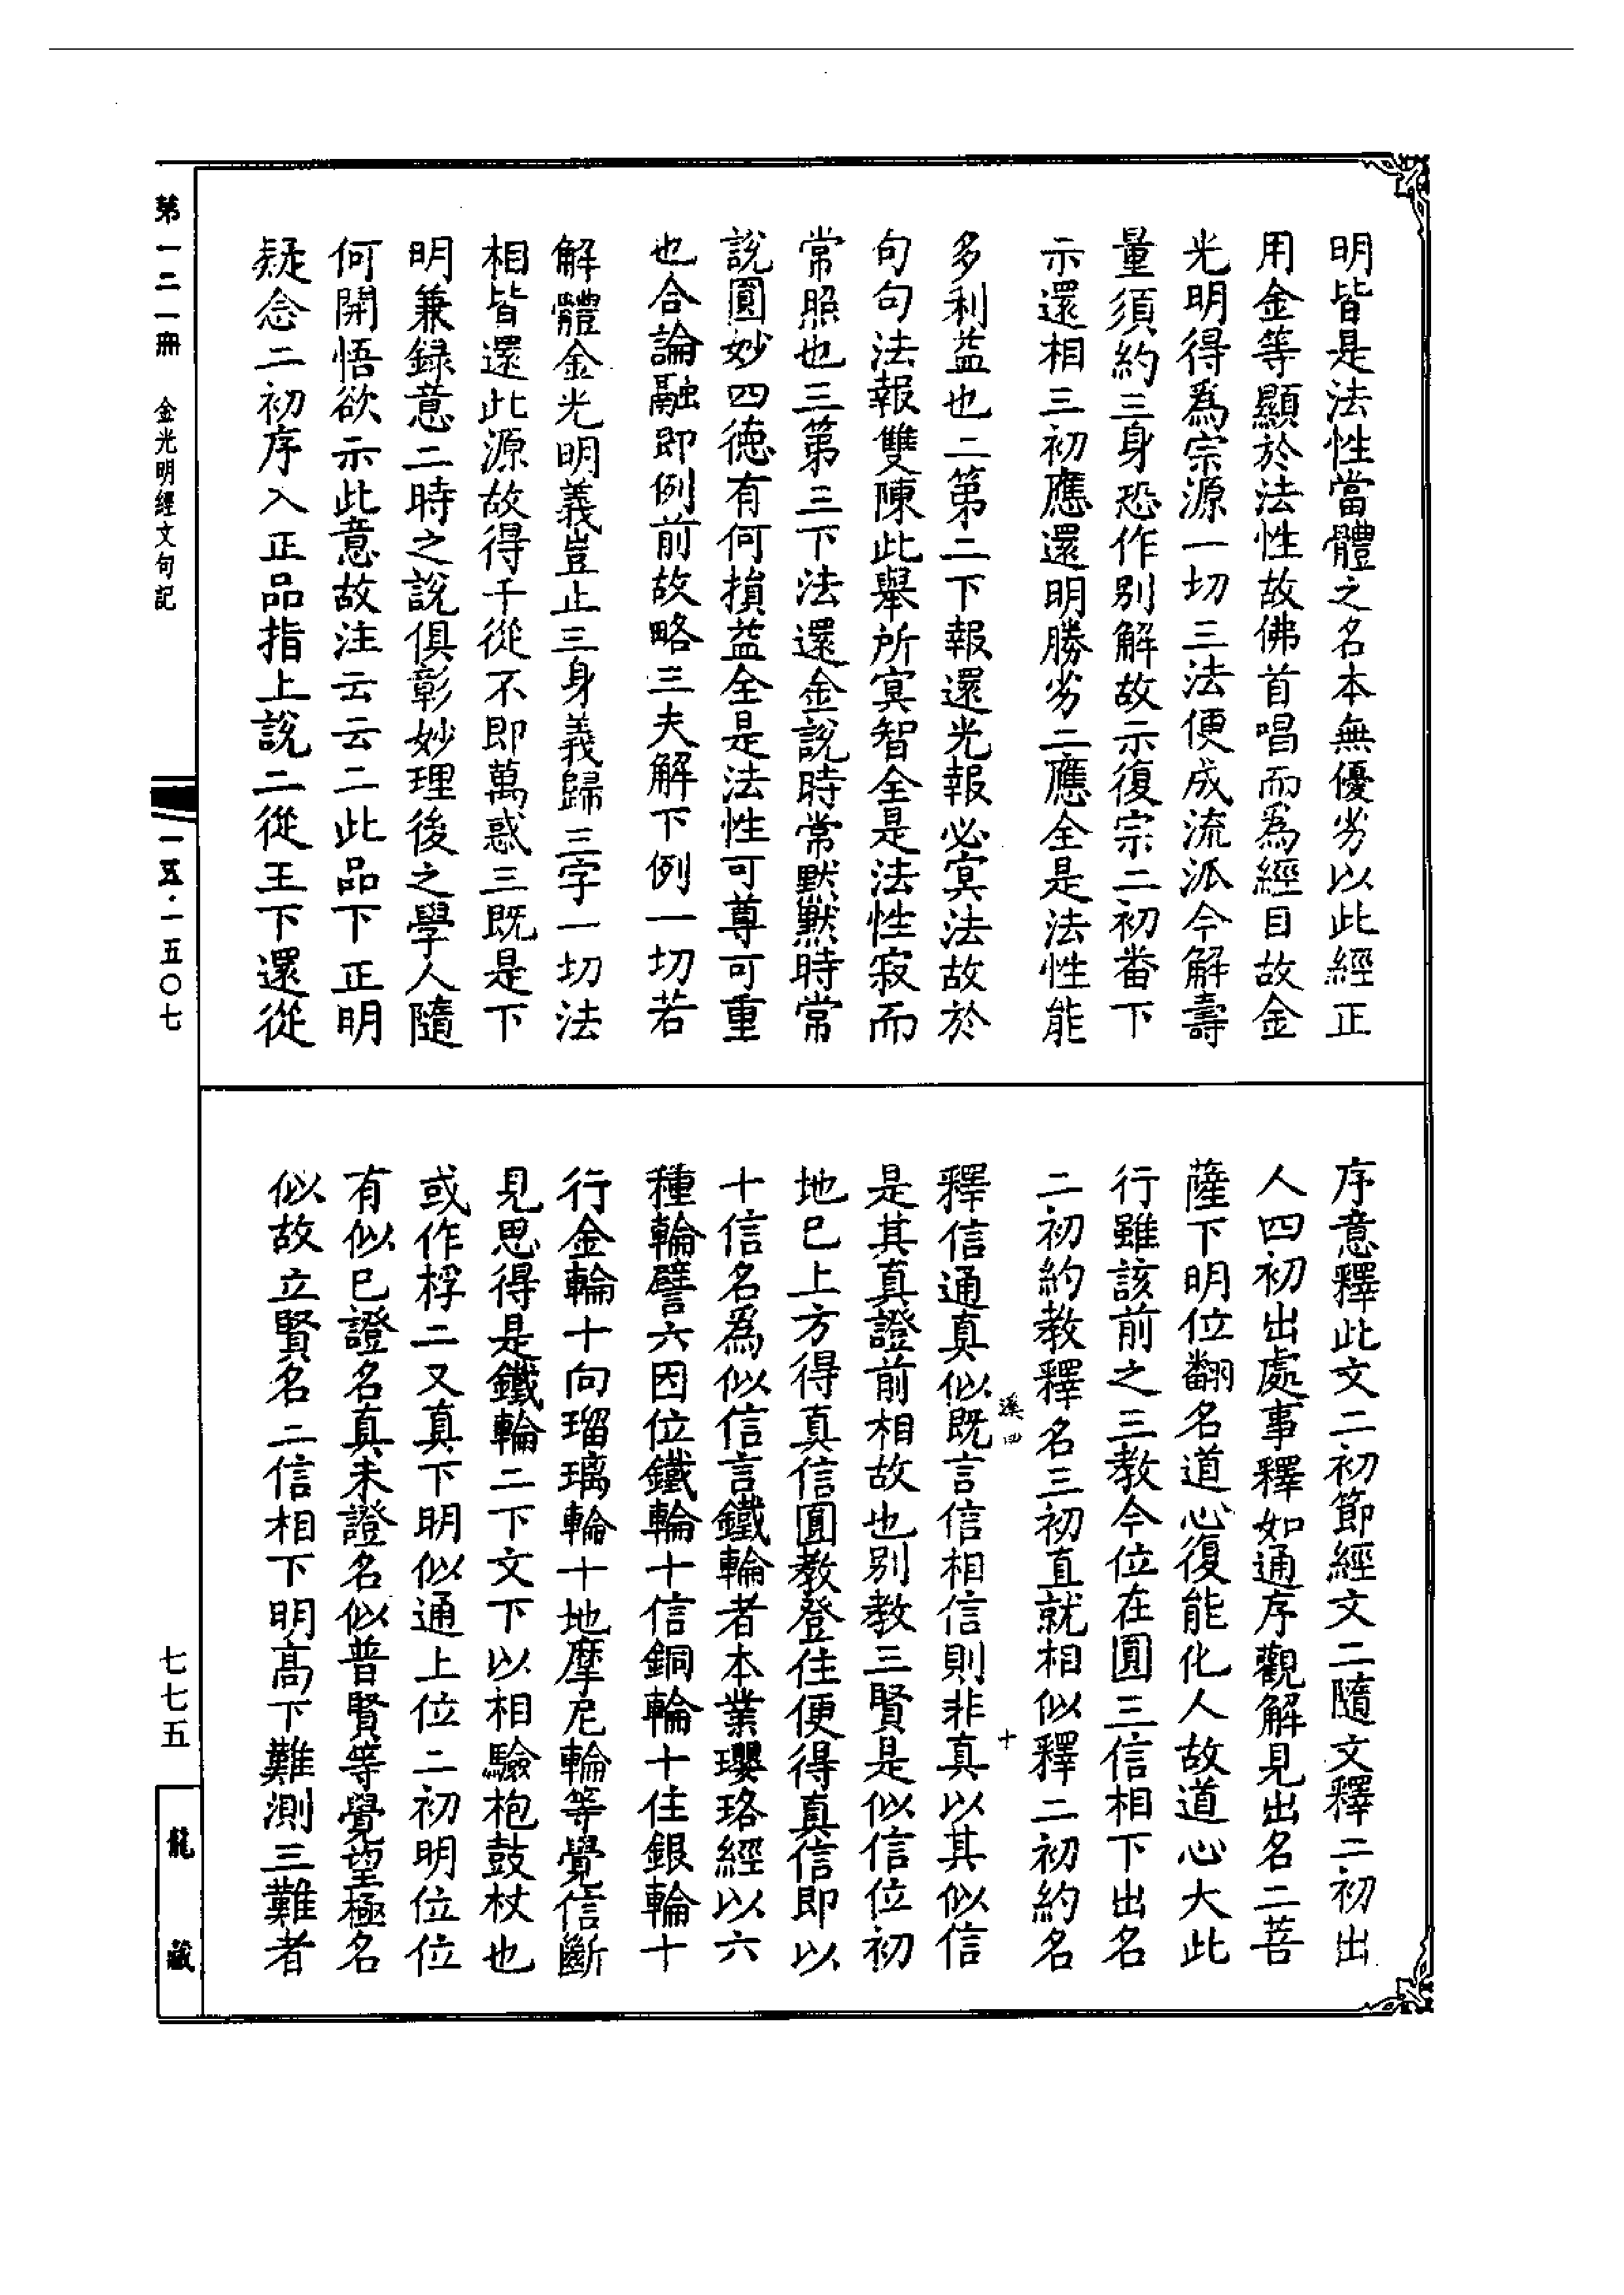 明皆是法性當體之名本無優劣以此經正
用金等顯於法性故佛首唱而為經目故金
光明得爲宗源一切三法便成流派今解壽
量須約三身恐作別解故示復宗二初番下
示還相三初應還明勝劣二應全是法性能
多利益也二第二下報還光報必㝠法故於
句句法報雙陳此舉所㝠智全是法性寂而
常照也三第三下法還金說時常默默時常
說圓妙四德有何損益全是法性可尊可重
也合論融即例前故略三夫解下例一切若
解體金光明義豈止三身義歸三字一切法
相皆還此源故得千從不即萬惑三既是下
明兼録意二時之說俱彰妙理後之學人隨
何開悟欲示此意故注云云二此品下正明
疑念二初序入正品指上說二從王下還從
序意釋此文二初節經文二隨文釋二初出
人四初出處事釋如通序觀解見出名二菩
薩下明位翻名道心復能化人故道心大此
行雖該前之三教今位在圓三信相下出名
二初約教釋名三初直就相似釋二初約名
釋信通真似既言信相信則非真以其似信
是其真證前相故也別教三賢是似信位初
地已上方得真信圓教登住便得真信即以
十信名爲似信言鐵輪者本業瓔珞經以六
種輪譬六因位鐵輪十信銅輪十住銀輪十
行金輪十向瑠璃輪十地摩尼輪等覺信斷
見思得是鐵輪二下文下以相驗枹鼓杖也
或作桴二又真下明似通上位二初明位位
有似已證名真未證名似普賢等覺望極名
似故立賢名二信相下明高下難測三難者
溪四
十
第一二一冊 金光明經文句記
一五·一五〇七
七七五
龍藏